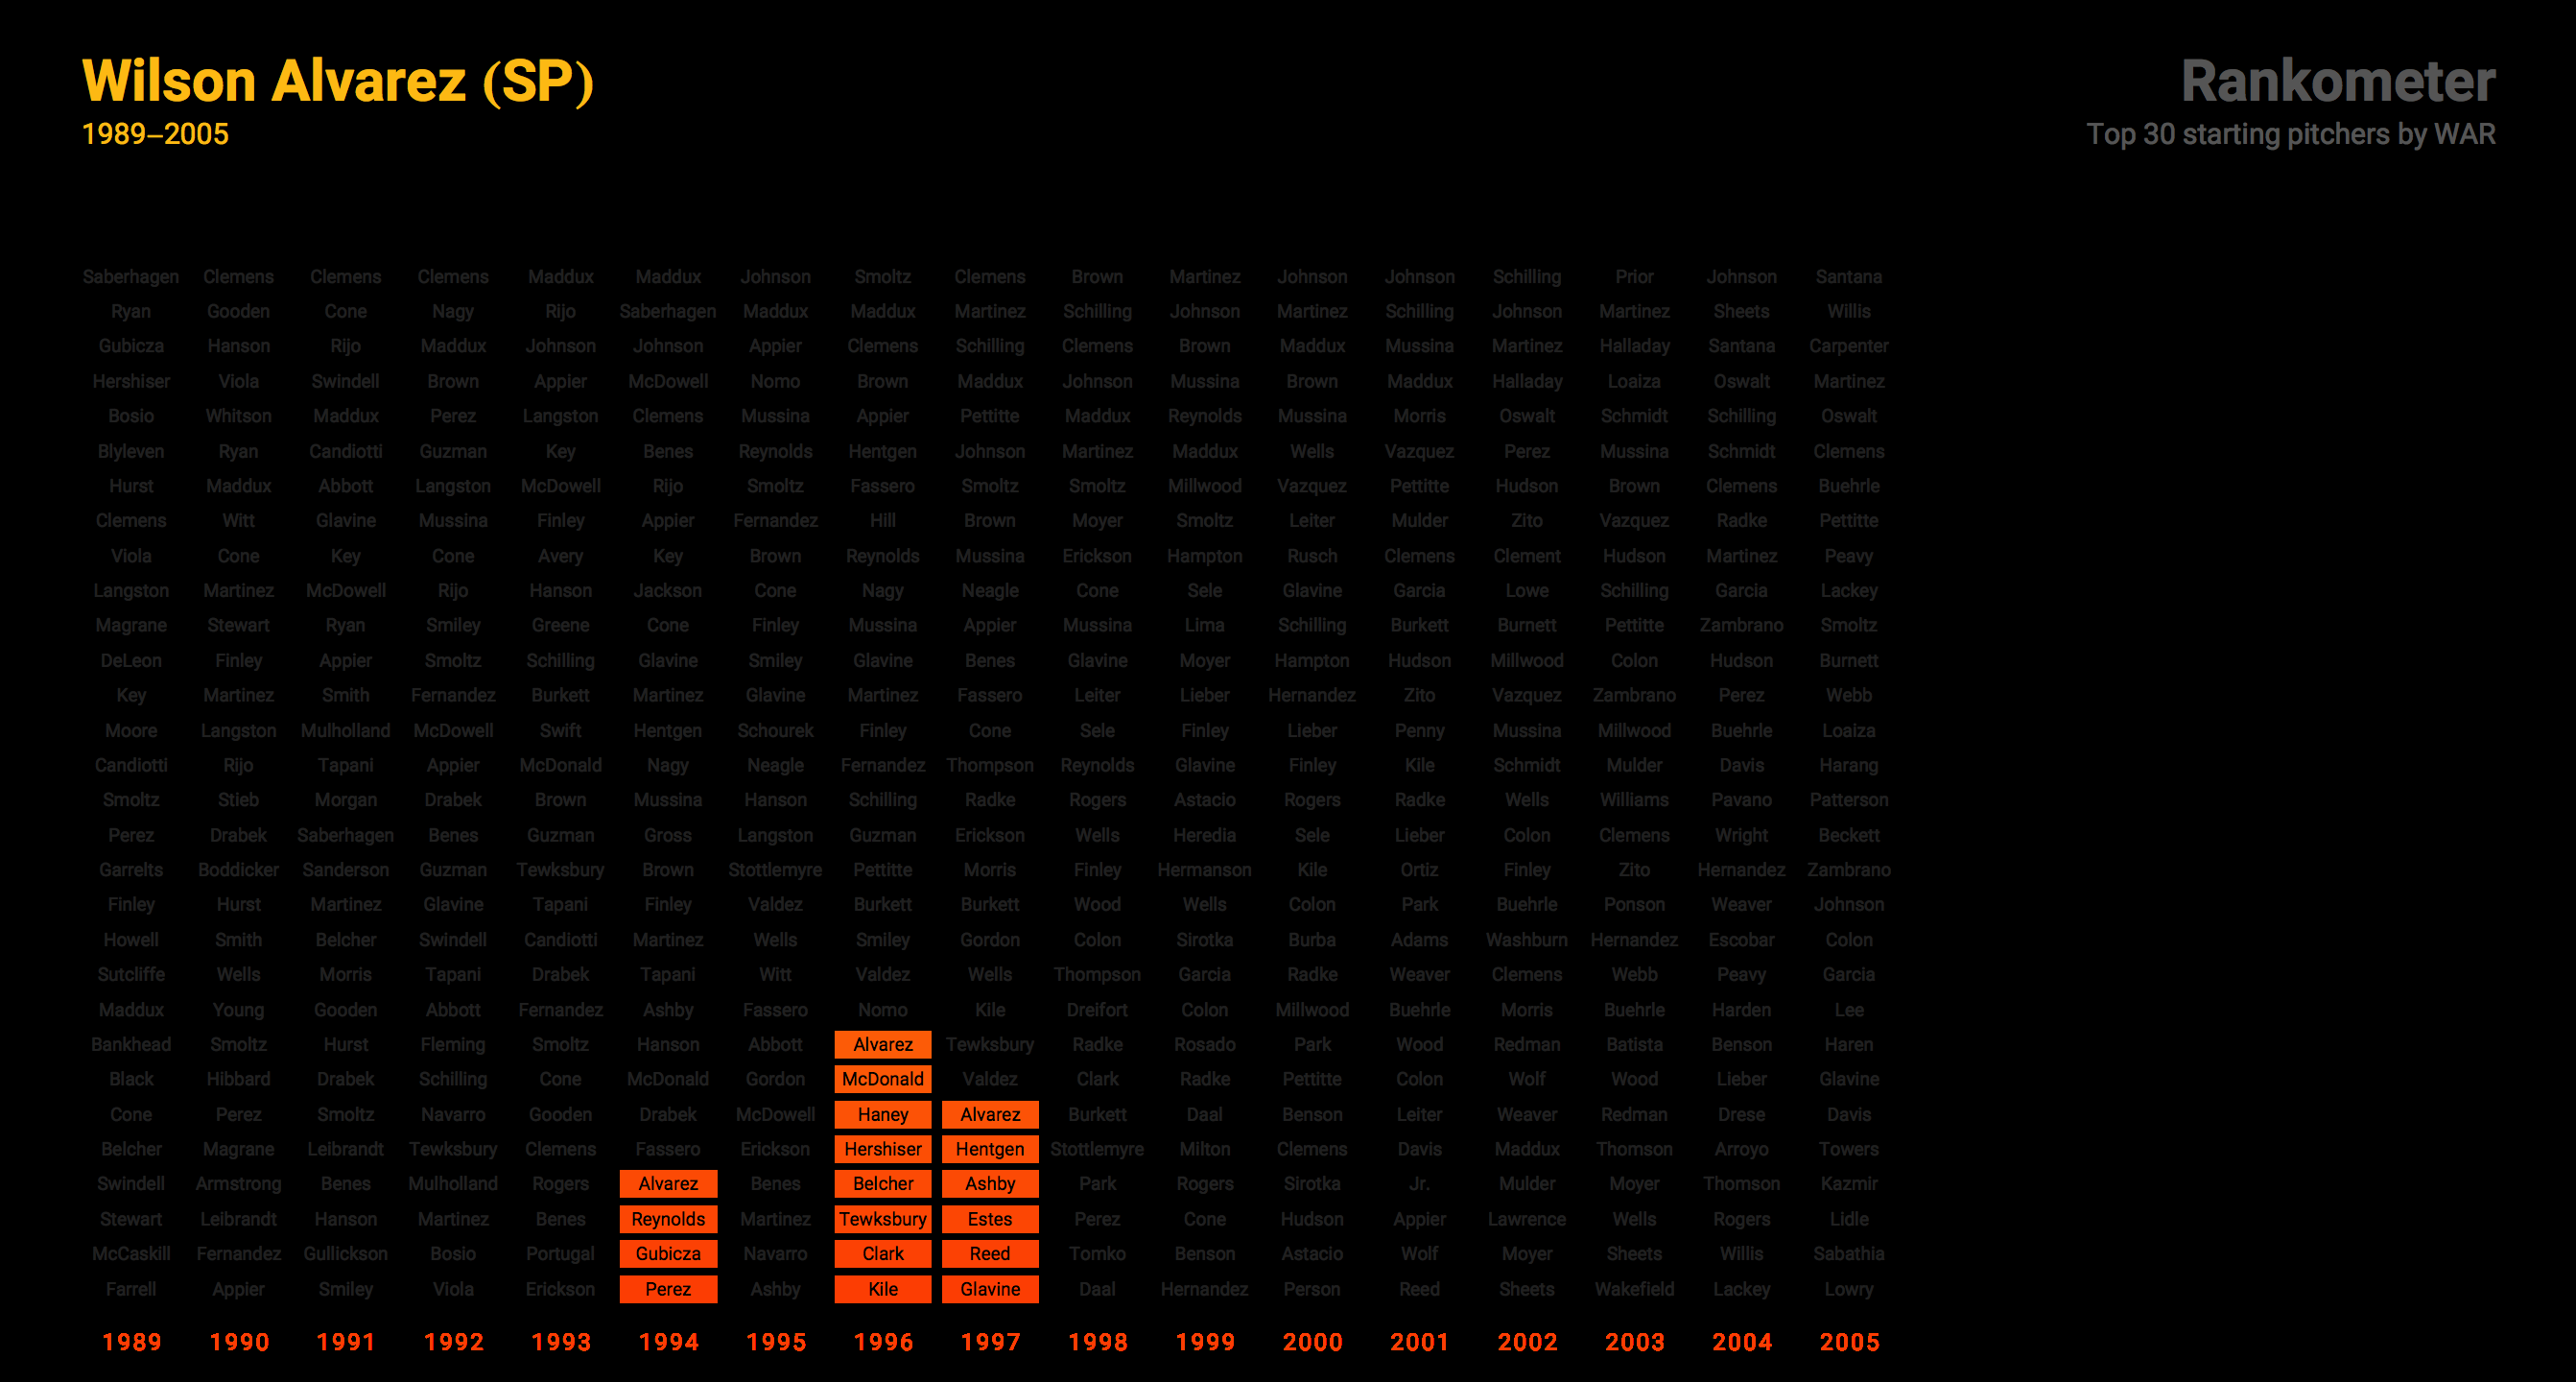 Wilson Alvarez (SP)
1989–2005
Rankometer
Top 30 starting pitchers by WAR
Saberhagen Clemens Clemens Clemens Maddux Maddux Johnson Smoltz Clemens Brown Martinez Johnson Johnson Schilling Prior Johnson Santana
Ryan Gooden Cone Nagy Rijo Saberhagen Maddux Maddux Martinez Schilling Johnson Martinez Schilling Johnson Martinez Sheets Willis
Gubicza Hanson Rijo Maddux Johnson Johnson Appier Clemens Schilling Clemens Brown Maddux Mussina Martinez Halladay Santana Carpenter
Hershiser Viola Swindell Brown Appier McDowell Nomo Brown Maddux Johnson Mussina Brown Maddux Halladay Loaiza Oswalt Martinez
Bosio Whitson Maddux Perez Langston Clemens Mussina Appier Pettitte Maddux Reynolds Mussina Morris Oswalt Schmidt Schilling Oswalt
Blyleven Ryan Candiotti Guzman Key Benes Reynolds Hentgen Johnson Martinez Maddux Wells Vazquez Perez Mussina Schmidt Clemens
Hurst Maddux Abbott Langston McDowell Rijo Smoltz Fassero Smoltz Smoltz Millwood Vazquez Pettitte Hudson Brown Clemens Buehrle
Clemens Witt Glavine Mussina Finley Appier Fernandez Hill Brown Moyer Smoltz Leiter Mulder Zito Vazquez Radke Pettitte
Viola Cone Key Cone Avery Key Brown Reynolds Mussina Erickson Hampton Rusch Clemens Clement Hudson Martinez Peavy
Langston Martinez McDowell Rijo Hanson Jackson Cone Nagy Neagle Cone Sele Glavine Garcia Lowe Schilling Garcia Lackey
Magrane Stewart Ryan Smiley Greene Cone Finley Mussina Appier Mussina Lima Schilling Burkett Burnett Pettitte Zambrano Smoltz
DeLeon Finley Appier Smoltz Schilling Glavine Smiley Glavine Benes Glavine Moyer Hampton Hudson Millwood Colon Hudson Burnett
Key Martinez Smith Fernandez Burkett Martinez Glavine Martinez Fassero Leiter Lieber Hernandez Zito Vazquez Zambrano Perez Webb
Moore Langston Mulholland McDowell Swift Hentgen Schourek Finley Cone Sele Finley Lieber Penny Mussina Millwood Buehrle Loaiza
Candiotti Rijo Tapani Appier McDonald Nagy Neagle Fernandez Thompson Reynolds Glavine Finley Kile Schmidt Mulder Davis Harang
Smoltz Stieb Morgan Drabek Brown Mussina Hanson Schilling Radke Rogers Astacio Rogers Radke Wells Williams Pavano Patterson
Perez Drabek Saberhagen Benes Guzman Gross Langston Guzman Erickson Wells Heredia Sele Lieber Colon Clemens Wright Beckett
Garrelts Boddicker Sanderson Guzman Tewksbury Brown Stottlemyre Pettitte Morris Finley Hermanson Kile Ortiz Finley Zito Hernandez Zambrano
Finley Hurst Martinez Glavine Tapani Finley Valdez Burkett Burkett Wood Wells Colon Park Buehrle Ponson Weaver Johnson
Howell Smith Belcher Swindell Candiotti Martinez Wells Smiley Gordon Colon Sirotka Burba Adams Washburn Hernandez Escobar Colon
Sutcliffe Wells Morris Tapani Drabek Tapani Witt Valdez Wells Thompson Garcia Radke Weaver Clemens Webb Peavy Garcia
Maddux Young Gooden Abbott Fernandez Ashby Fassero Nomo Kile Dreifort Colon Millwood Buehrle Morris Buehrle Harden Lee
Bankhead Smoltz Hurst Fleming Smoltz Hanson Abbott Alvarez Tewksbury Radke Rosado Park Wood Redman Batista Benson Haren
Black Hibbard Drabek Schilling Cone McDonald Gordon McDonald Valdez Clark Radke Pettitte Colon Wolf Wood Lieber Glavine
Cone Perez Smoltz Navarro Gooden Drabek McDowell Haney Alvarez Burkett Daal Benson Leiter Weaver Redman Drese Davis
Belcher Magrane Leibrandt Tewksbury Clemens Fassero Erickson Hershiser Hentgen Stottlemyre Milton Clemens Davis Maddux Thomson Arroyo Towers
Swindell Armstrong Benes Mulholland Rogers Alvarez Benes Belcher Ashby Park Rogers Sirotka Jr. Mulder Moyer Thomson Kazmir
Stewart Leibrandt Hanson Martinez Benes Reynolds Martinez Tewksbury Estes Perez Cone Hudson Appier Lawrence Wells Rogers Lidle
McCaskill Fernandez Gullickson Bosio Portugal Gubicza Navarro Clark Reed Tomko Benson Astacio Wolf Moyer Sheets Willis Sabathia
Farrell Appier Smiley Viola Erickson Perez Ashby Kile Glavine Daal Hernandez Person Reed Sheets Wakefield Lackey Lowry
1989 1990 1991 1992 1993 1994 1995 1996 1997 1998 1999 2000 2001 2002 2003 2004 2005